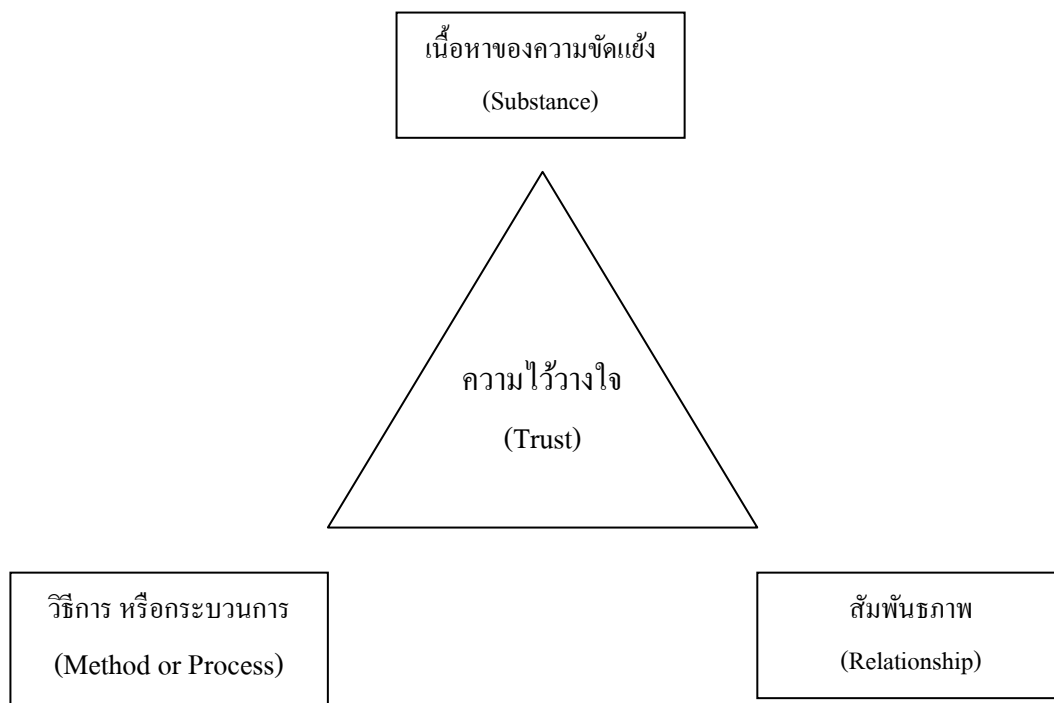 เนื้อหาของความขัดแย้ง
(Substance)
ความไว้วางใจ
(Trust)
วิธีการ หรือกระบวนการ
(Method or Process)
สัมพันธภาพ
(Relationship)